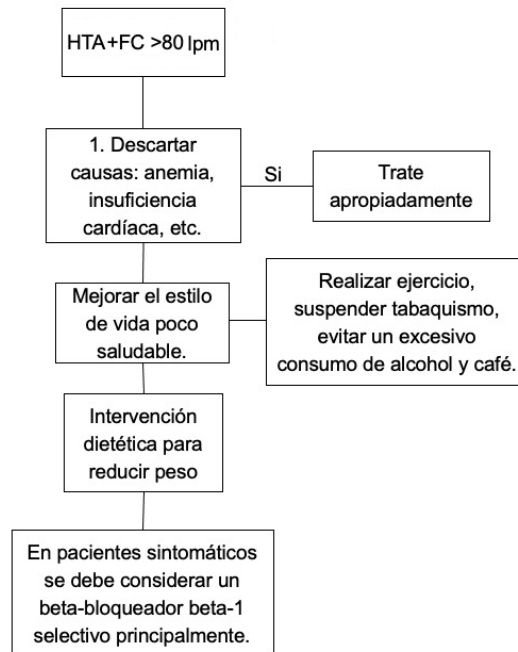 HTA+FC >80 lpm
1. Descartar
causas: anemia,
insuficiencia
cardíaca, etc.
Si
Trate
apropiadamente
Mejorar el estilo
de vida poco
saludable.
Realizar ejercicio,
suspender tabaquismo,
evitar un excesivo
consumo de alcohol y café.
Intervención
dietética para
reducir peso
En pacientes sintomáticos
se debe considerar un
beta-bloqueador beta-1
selectivo principalmente.